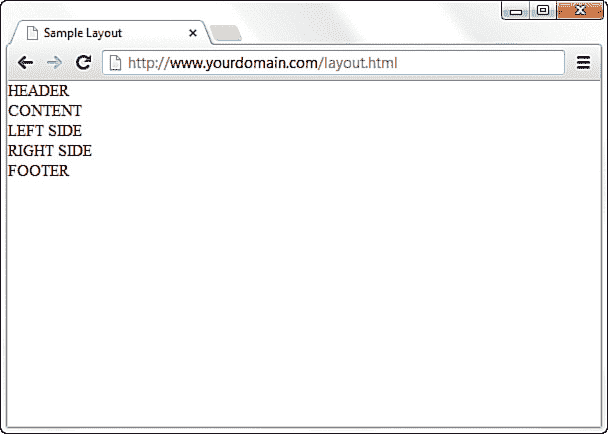 Sample Layout
http://www.yourdomain.com/layout.html
HEADER
CONTENT
LEFT SIDE
RIGHT SIDE
FOOTER